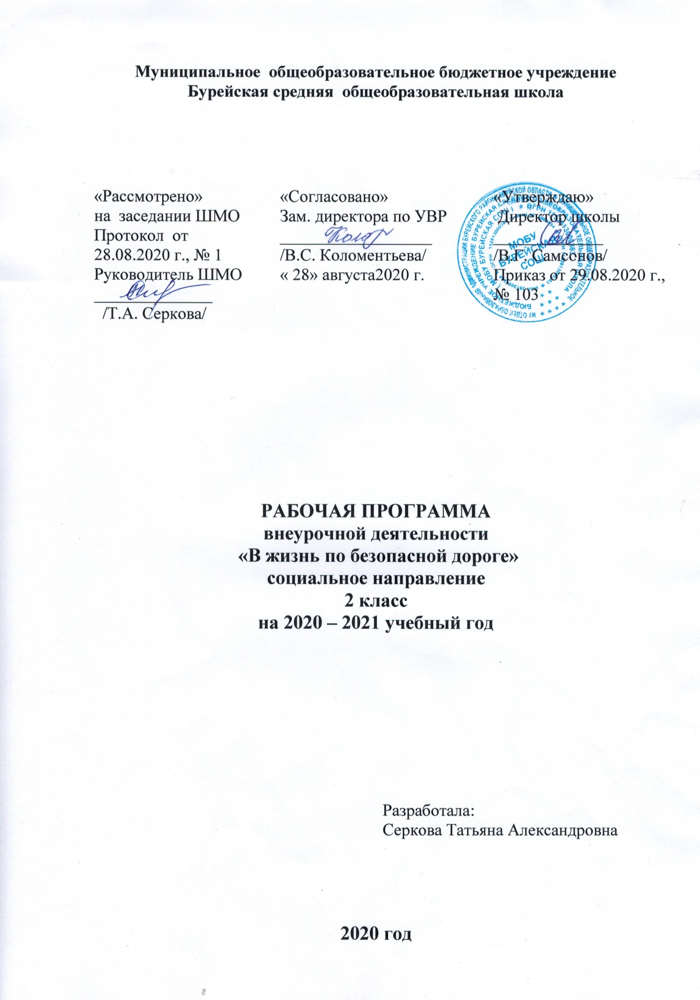 Муниципальное общеобразовательное бюджетное учреждение
Бурейская средняя общеобразовательная школа
«Рассмотрено»
на заседании ШМО
Протокол от
28.08.2020 г., № 1
Руководитель ШМО
/Т.А. Серкова/
«Согласовано»
Зам. директора по УВР
/В.С. Коломентьева/
« 28» августа2020 г.
«Утверждаю»
Директор школы
/В.Г. Самсонов/
Приказ от 29.08.2020 г.,
№ 103
МОБУ
БУРЕЙСКАЯ
СОШ
РАБОЧАЯ ПРОГРАММА
внеурочной деятельности
«В жизнь по безопасной дороге»
социальное направление
2 класс
на 2020 – 2021 учебный год
Разработала:
Серкова Татьяна Александровна
2020 год